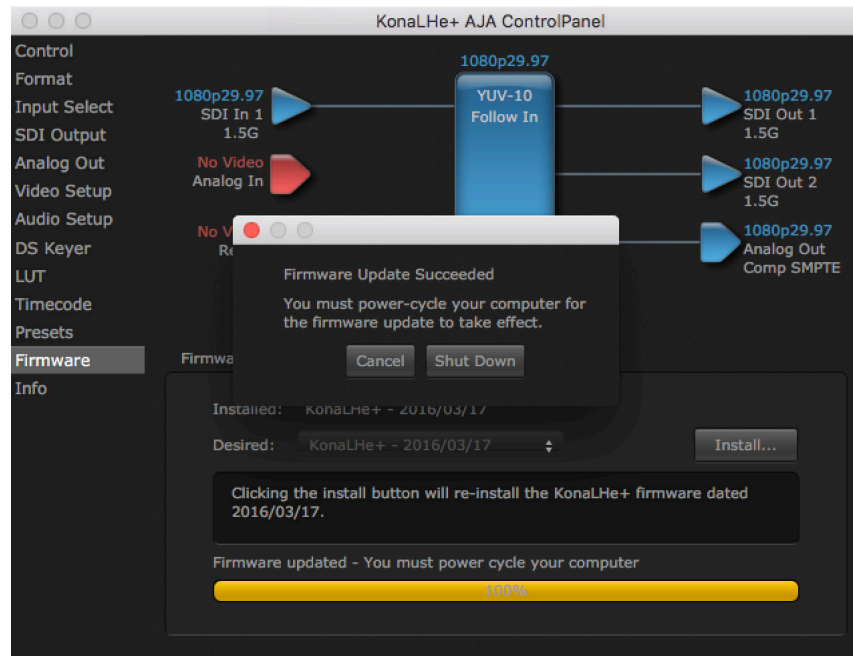 KonaLHe+ AJA ControlPanel
Control
Format
Input Select
SDI Output
Analog Out
Video Setup
Audio Setup
DS Keyer
LUT
Timecode
Presets
Firmware
Info
1080p29.97
YUV-10
Follow In
1080p29.97
SDI In 1
1.5G
No Video
Analog In
No V
Re
1080p29.97
SDI Out 1
1.5G
1080p29.97
SDI Out 2
1.5G
1080p29.97
Analog Out
Comp SMPTE
Firmware Update Succeeded
You must power-cycle your computer for
the firmware update to take effect.
Cancel
Shut Down
Firmwa
Installed: KonaLHe+ - 2016/03/17
Desired: KonaLHe+ - 2016/03/17
Install...
Clicking the install button will re-install the KonaLHe+ firmware dated
2016/03/17.
Firmware updated - You must power cycle your computer
100%